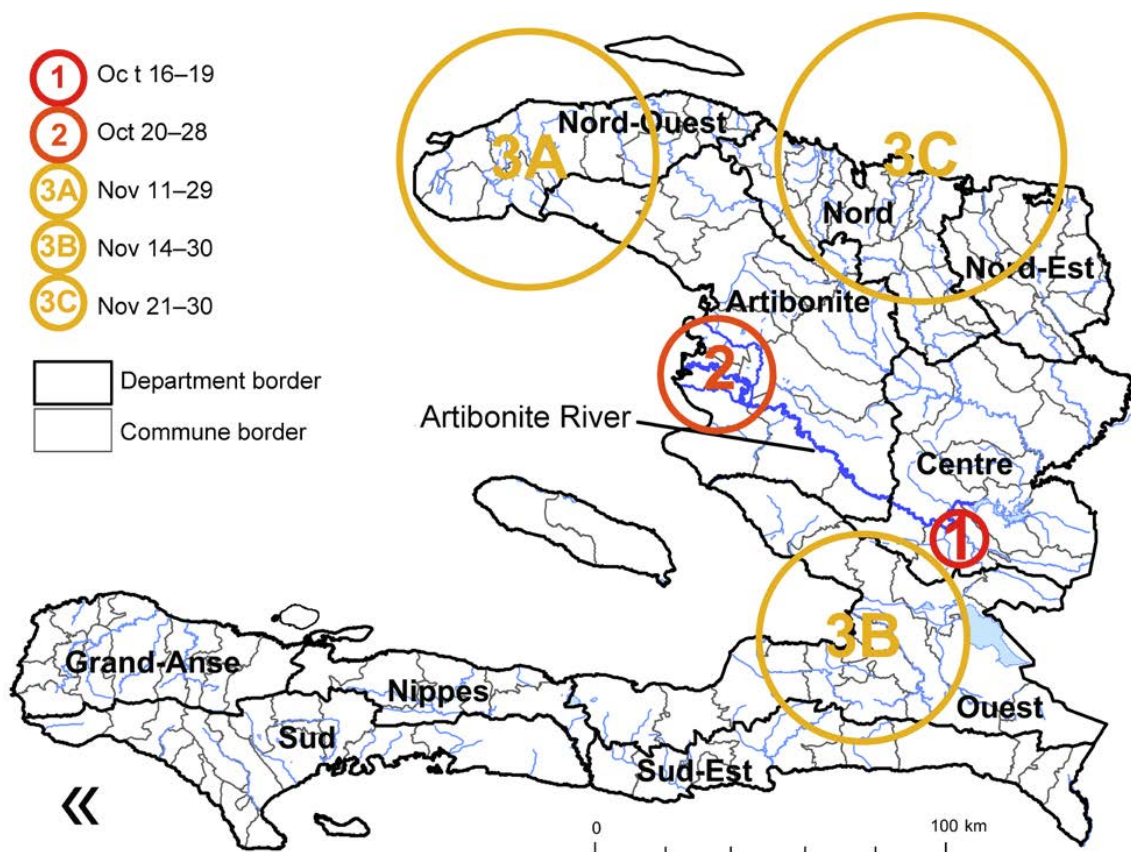 1 Oc t 16–19
2 Oct 20–28
3A Nov 11–29
3B Nov 14–30
3C Nov 21–30
Department border
Commune border
Nord-Ouest
3A
3C
Nord
Nord-Est
Artibonite
2
Artibonite River
Centre
1
3B
Grand-Anse
Nippes
Ouest
Sud
Sud-Est
«
0 100 km